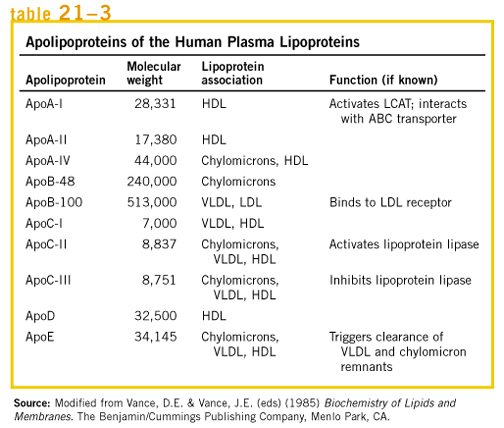 table 21–3
Apolipoproteins of the Human Plasma Lipoproteins
Apolipoprotein Molecular weight Lipoprotein association Function (if known)
ApoA-I 28,331 HDL Activates LCAT; interacts
with ABC transporter
ApoA-II 17,380 HDL
ApoA-IV 44,000 Chylomicrons, HDL
ApoB-48 240,000 Chylomicrons
ApoB-100 513,000 VLDL, LDL Binds to LDL receptor
ApoC-I 7,000 VLDL, HDL
ApoC-II 8,837 Chylomicrons, Activates lipoprotein lipase
VLDL, HDL
ApoC-III 8,751 Chylomicrons, Inhibits lipoprotein lipase
VLDL, HDL
ApoD 32,500 HDL
ApoE 34,145 Chylomicrons, Triggers clearance of
VLDL, HDL VLDL and chylomicron
remnants
Source: Modified from Vance, D.E. & Vance, J.E. (eds) (1985) Biochemistry of Lipids and
Membranes. The Benjamin/Cummings Publishing Company, Menlo Park, CA.